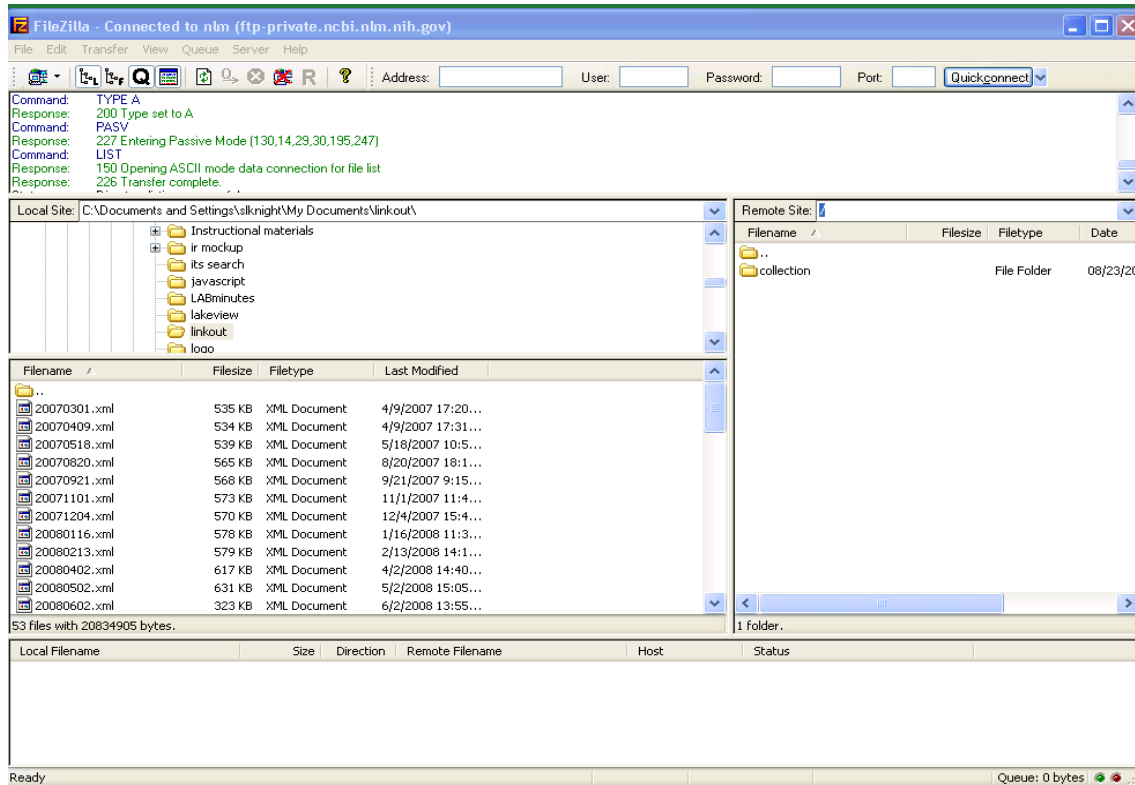 FileZilla - Connected to nlm (ftp-private.ncbi.nlm.nih.gov)
File Edit Transfer View Queue Server Help
Address: User: Password: Port: Quickconnect
Command: TYPE A
Response: 200 Type set to A
Command: PASV
Response: 227 Entering Passive Mode (130,14,29,30,195,247)
Command: LIST
Response: 150 Opening ASCII mode data connection for file list
Response: 226 Transfer complete.
Local Site: C:\Documents and Settings\slknight\My Documents\linkout\
Instructional materials
ir mockup
its search
javascript
LABminutes
lakeview
linkout
logo
Filename Filesize Filetype Last Modified
..
20070301.xml 535 KB XML Document 4/9/2007 17:20...
20070409.xml 534 KB XML Document 4/9/2007 17:31...
20070518.xml 539 KB XML Document 5/18/2007 10:5...
20070820.xml 565 KB XML Document 8/20/2007 18:1...
20070921.xml 568 KB XML Document 9/21/2007 9:15...
20071101.xml 573 KB XML Document 11/1/2007 11:4...
20071204.xml 570 KB XML Document 12/4/2007 15:4...
20080116.xml 578 KB XML Document 1/16/2008 11:3...
20080213.xml 579 KB XML Document 2/13/2008 14:1...
20080402.xml 617 KB XML Document 4/2/2008 14:40...
20080502.xml 631 KB XML Document 5/2/2008 15:05...
20080602.xml 323 KB XML Document 6/2/2008 13:55...
53 files with 20834905 bytes.
Remote Site: /
Filename Filesize Filetype Date
..
collection File Folder 08/23/20
1 folder.
Local Filename Size Direction Remote Filename Host Status
Ready Queue: 0 bytes